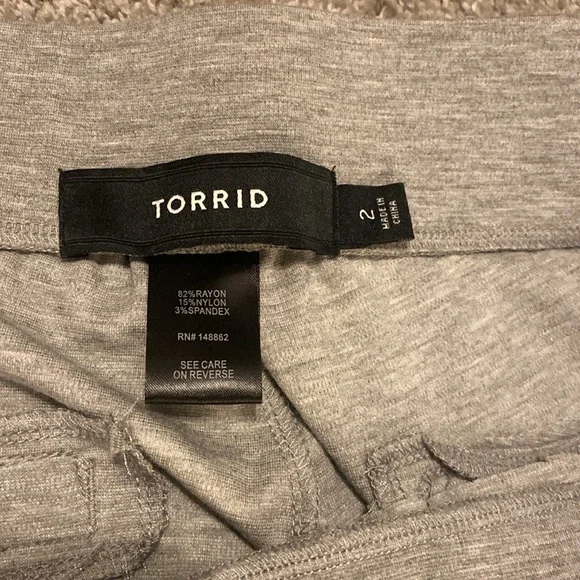 TORRID
2
MADE IN
CHINA
82%RAYON
15%NYLON
3%SPANDEX
RN# 148862
SEE CARE
ON REVERSE